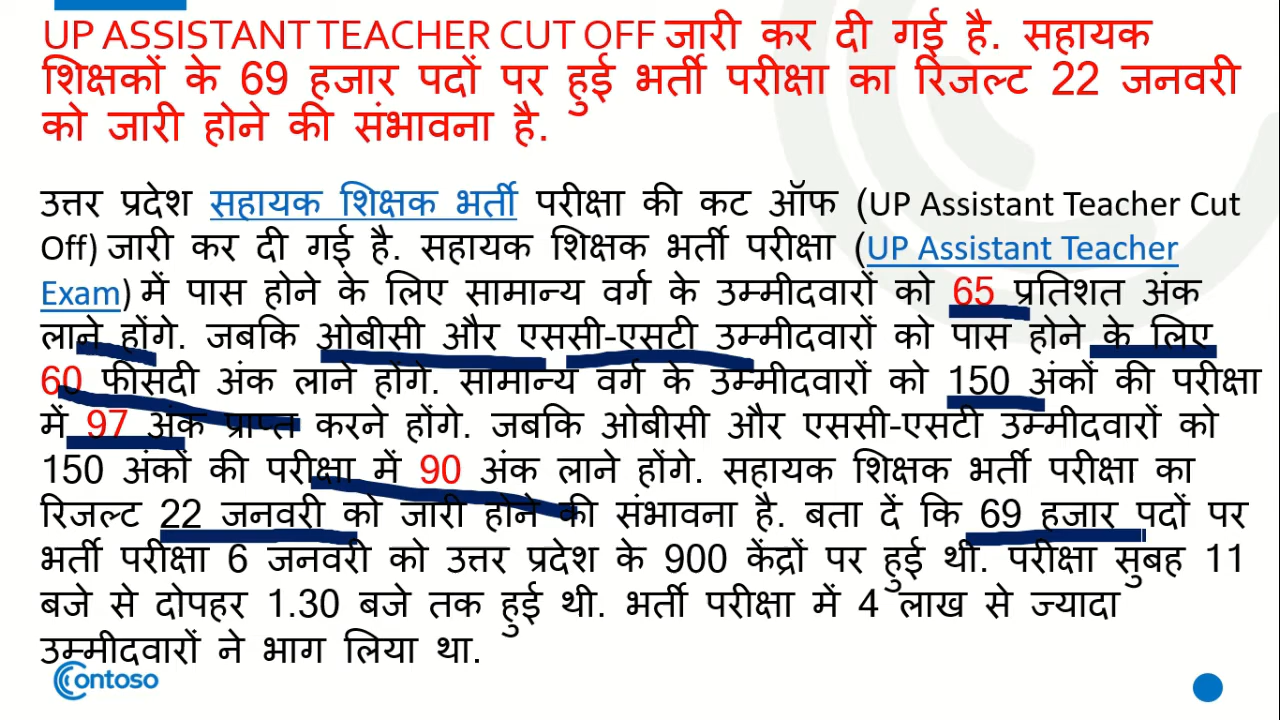 UP ASSISTANT TEACHER CUT OFF जारी कर दी गई है. सहायक
शिक्षकों के 69 हजार पदों पर हुई भर्ती परीक्षा का रिजल्ट 22 जनवरी
को जारी होने की संभावना है.
उत्तर प्रदेश सहायक शिक्षक भर्ती परीक्षा की कट ऑफ (UP Assistant Teacher Cut
Off) जारी कर दी गई है. सहायक शिक्षक भर्ती परीक्षा (UP Assistant Teacher
Exam) में पास होने के लिए सामान्य वर्ग के उम्मीदवारों को 65 प्रतिशत अंक
लाने होंगे. जबकि ओबीसी और एससी-एसटी उम्मीदवारों को पास होने के लिए
60 फीसदी अंक लाने होंगे. सामान्य वर्ग के उम्मीदवारों को 150 अंकों की परीक्षा
में 97 अंक प्राप्त करने होंगे. जबकि ओबीसी और एससी-एसटी उम्मीदवारों को
150 अंकों की परीक्षा में 90 अंक लाने होंगे. सहायक शिक्षक भर्ती परीक्षा का
रिजल्ट 22 जनवरी को जारी होने की संभावना है. बता दें कि 69 हजार पदों पर
भर्ती परीक्षा 6 जनवरी को उत्तर प्रदेश के 900 केंद्रों पर हुई थी. परीक्षा सुबह 11
बजे से दोपहर 1.30 बजे तक हुई थी. भर्ती परीक्षा में 4 लाख से ज्यादा
उम्मीदवारों ने भाग लिया था.
Contoso